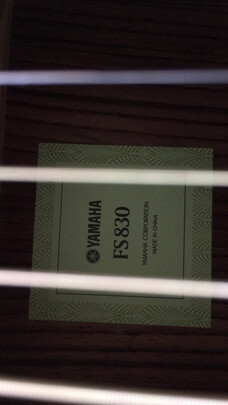 YAMAHA
FS830
YAMAHA CORPORATION
MADE IN CHINA